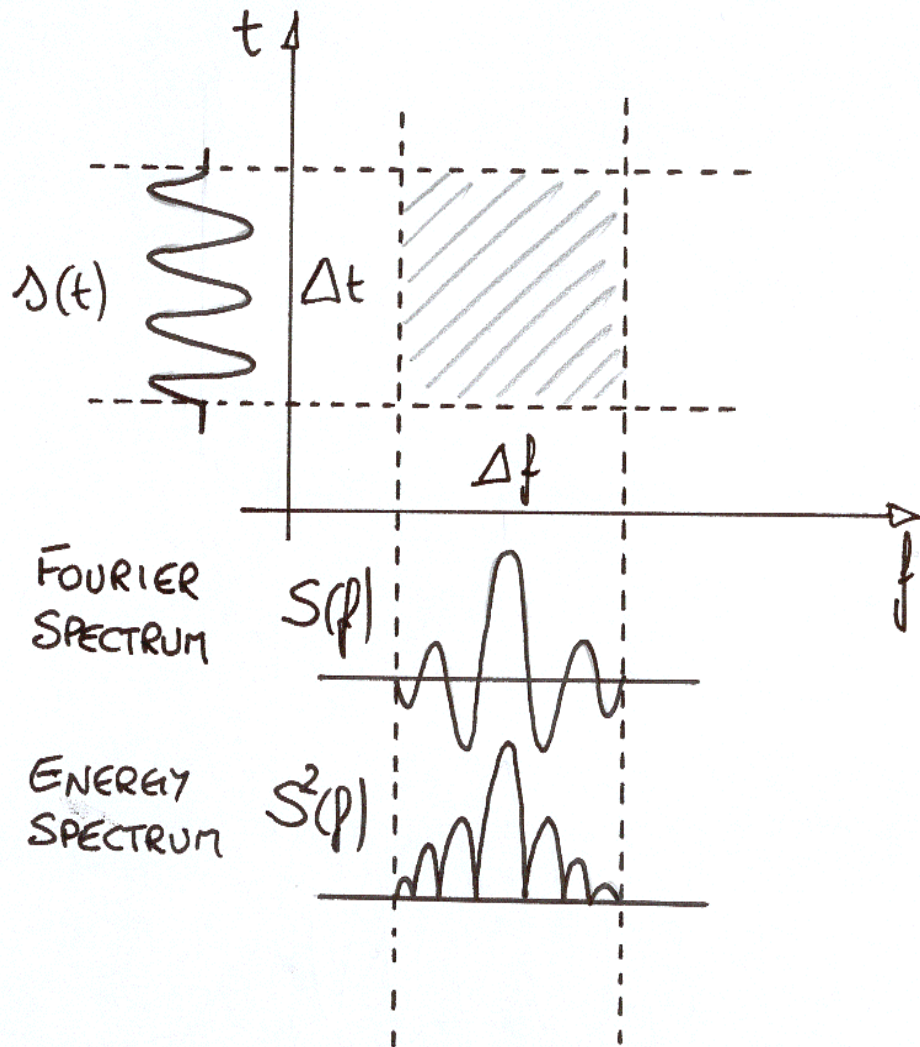 t
s(t)
Δt
Δf
f
FOURIER
SPECTRUM
S(f)
ENERGY
SPECTRUM
S²(f)